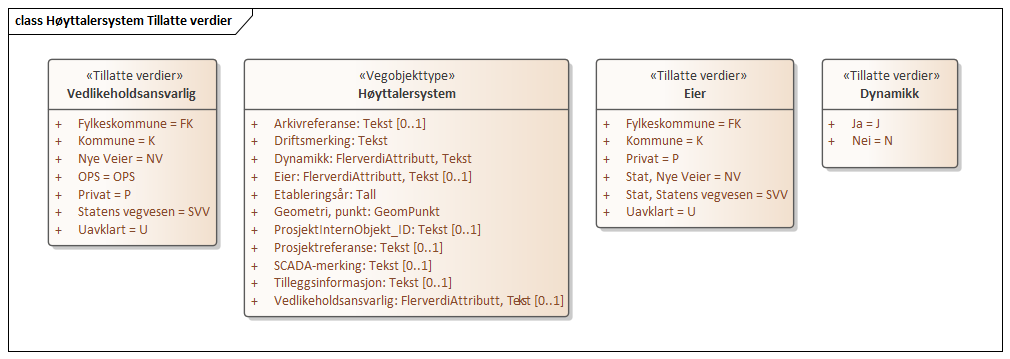 class Høyttalersystem Tillatte verdier
«Tillatte verdier»
Vedlikeholdsansvarlig
+ Fylkeskommune = FK
+ Kommune = K
+ Nye Veier = NV
+ OPS = OPS
+ Privat = P
+ Statens vegvesen = SVV
+ Uavklart = U
«Vegobjekttype»
Høyttalersystem
+ Arkivreferanse: Tekst [0..1]
+ Driftsmerking: Tekst
+ Dynamikk: FlerverdiAttributt, Tekst
+ Eier: FlerverdiAttributt, Tekst [0..1]
+ Etableringsår: Tall
+ Geometri, punkt: GeomPunkt
+ ProsjektInternObjekt_ID: Tekst [0..1]
+ Prosjektreferanse: Tekst [0..1]
+ SCADA-merking: Tekst [0..1]
+ Tilleggsinformasjon: Tekst [0..1]
+ Vedlikeholdsansvarlig: FlerverdiAttributt, Tekst [0..1]
«Tillatte verdier»
Eier
+ Fylkeskommune = FK
+ Kommune = K
+ Privat = P
+ Stat, Nye Veier = NV
+ Stat, Statens vegvesen = SVV
+ Uavklart = U
«Tillatte verdier»
Dynamikk
+ Ja = J
+ Nei = N